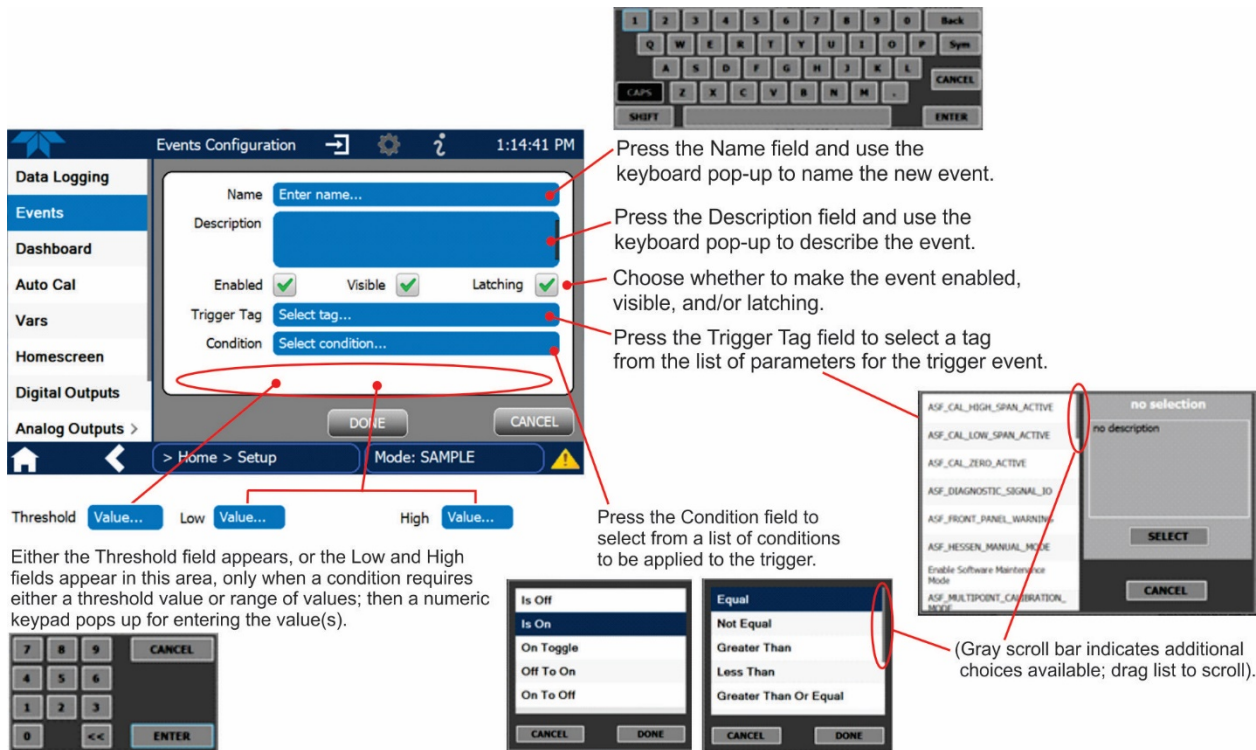 1 2 3 4 5 6 7 8 9 0 Back
Q W E R T Y U I O P Sym
A S D F G H J K L
CANCEL
CAPS Z X C V B N M .
SHIFT ENTER
Events Configuration i 1:14:41 PM
Data Logging
Events
Dashboard
Auto Cal
Vars
Homescreen
Digital Outputs
Analog Outputs >
Name Enter name...
Description
Enabled Visible Latching
Trigger Tag Select tag...
Condition Select condition...
DONE CANCEL
> Home > Setup Mode: SAMPLE
Press the Name field and use the
keyboard pop-up to name the new event.
Press the Description field and use the
keyboard pop-up to describe the event.
Choose whether to make the event enabled,
visible, and/or latching.
Press the Trigger Tag field to select a tag
from the list of parameters for the trigger event.
ASF_CAL_HIGH_SPAN_ACTIVE
ASF_CAL_LOW_SPAN_ACTIVE
ASF_CAL_ZERO_ACTIVE
ASF_DIAGNOSTIC_SIGNAL_IO
ASF_FRONT_PANEL_WARNING
ASF_HESSEN_MANUAL_MODE
Enable Software Maintenance
Mode
ASF_MULTIPOINT_CALIBRATION_
MODE
no selection
no description
SELECT
CANCEL
Threshold Value... Low Value... High Value...
Either the Threshold field appears, or the Low and High
fields appear in this area, only when a condition requires
either a threshold value or range of values; then a numeric
keypad pops up for entering the value(s).
7 8 9 CANCEL
4 5 6
1 2 3
0 << ENTER
Press the Condition field to
select from a list of conditions
to be applied to the trigger.
Is Off
Is On
On Toggle
Off To On
On To Off
CANCEL DONE
Equal
Not Equal
Greater Than
Less Than
Greater Than Or Equal
CANCEL DONE
(Gray scroll bar indicates additional
choices available; drag list to scroll).